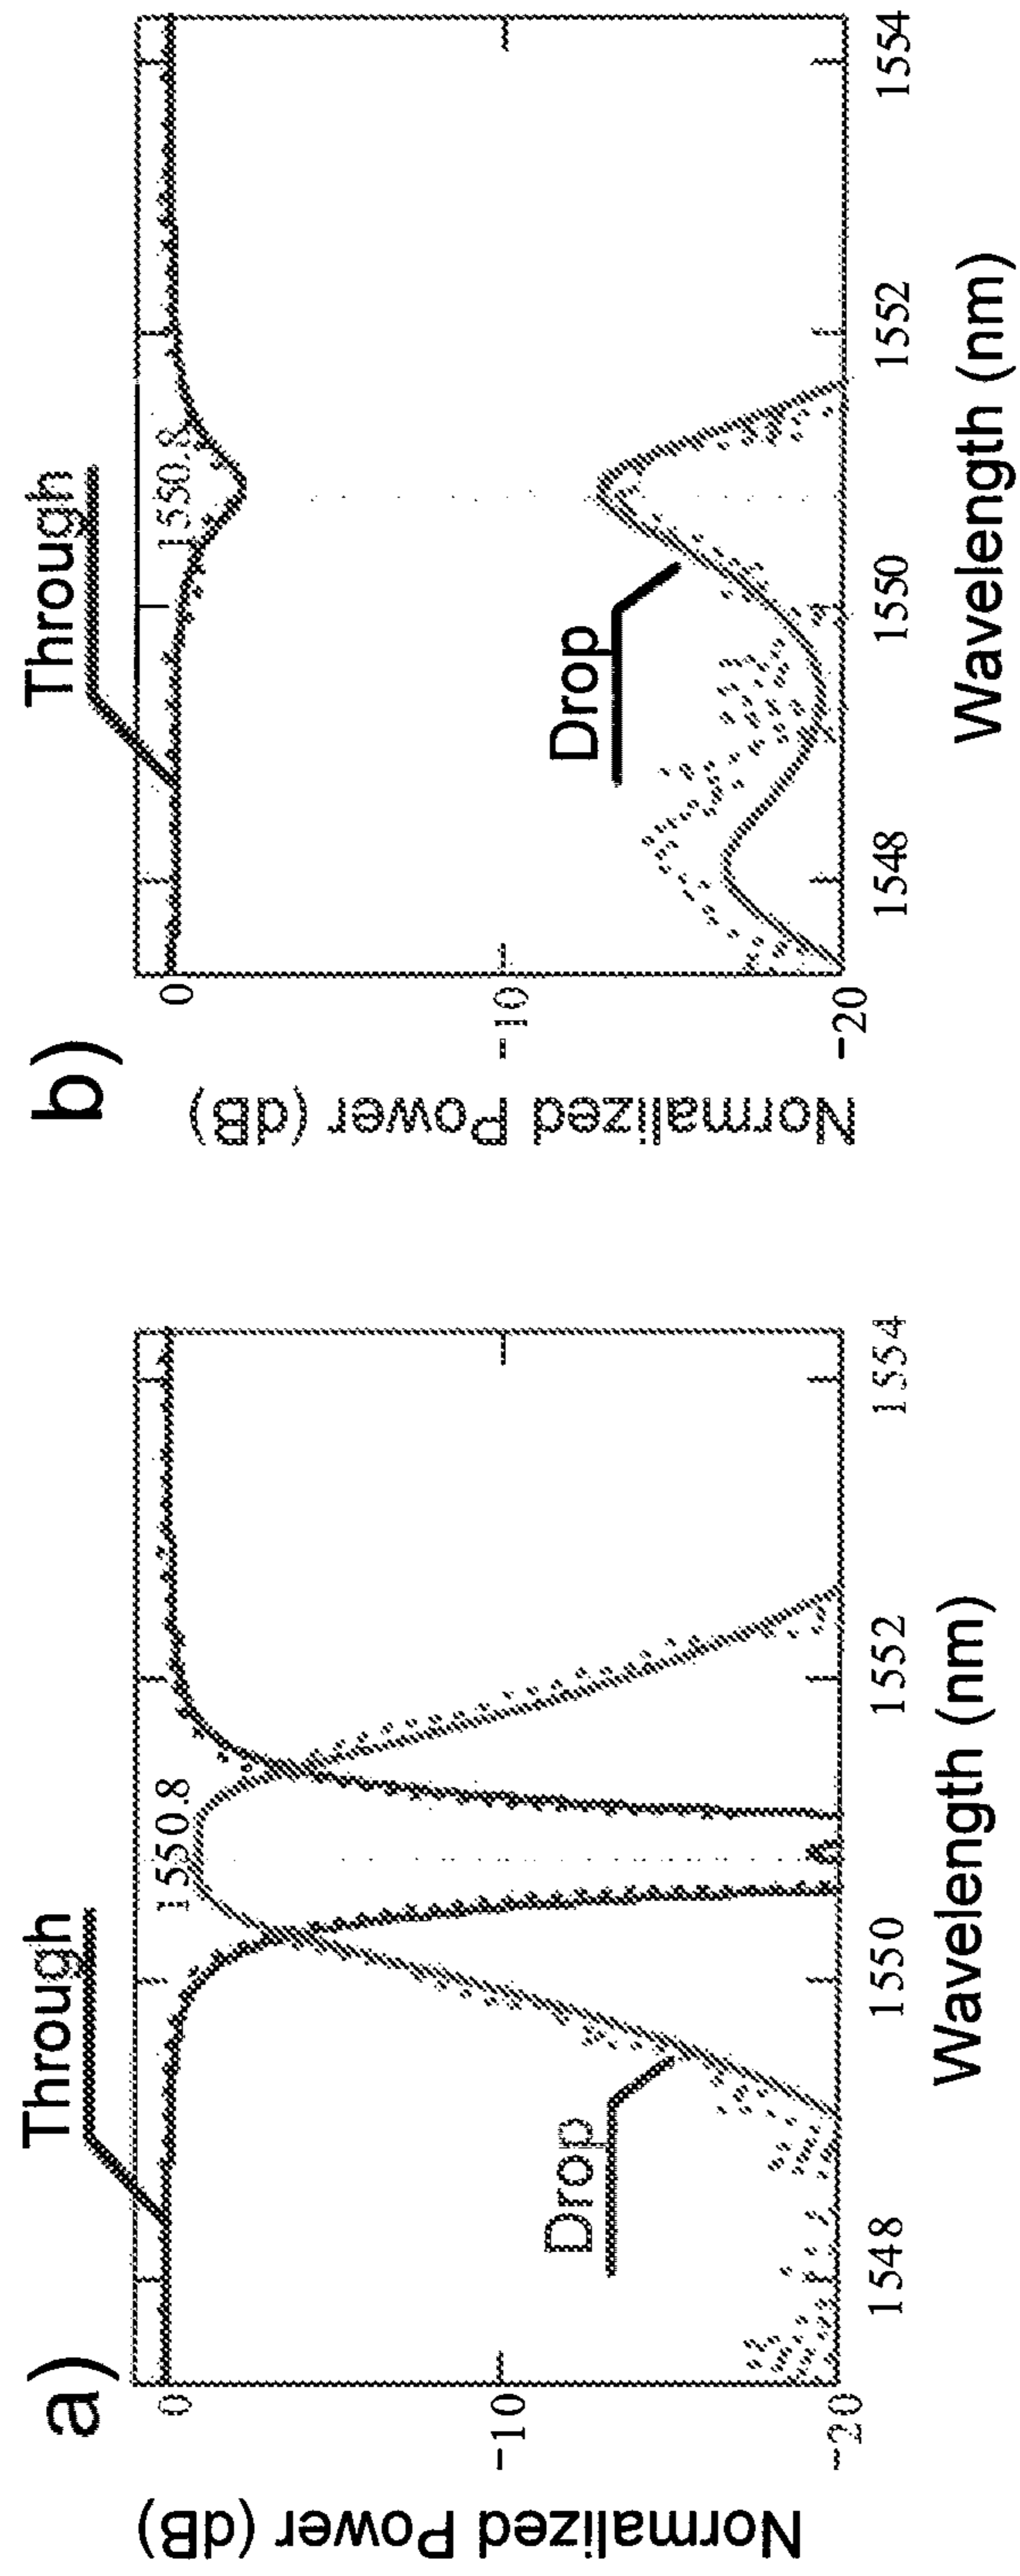 a)
Through
Normalized Power (dB)
0
-10
-20
1550.8
Drop
1548
1550
1552
1554
Wavelength (nm)
b)
Through
Normalized Power (dB)
0
-10
-20
1550.8
Drop
1548
1550
1552
1554
Wavelength (nm)